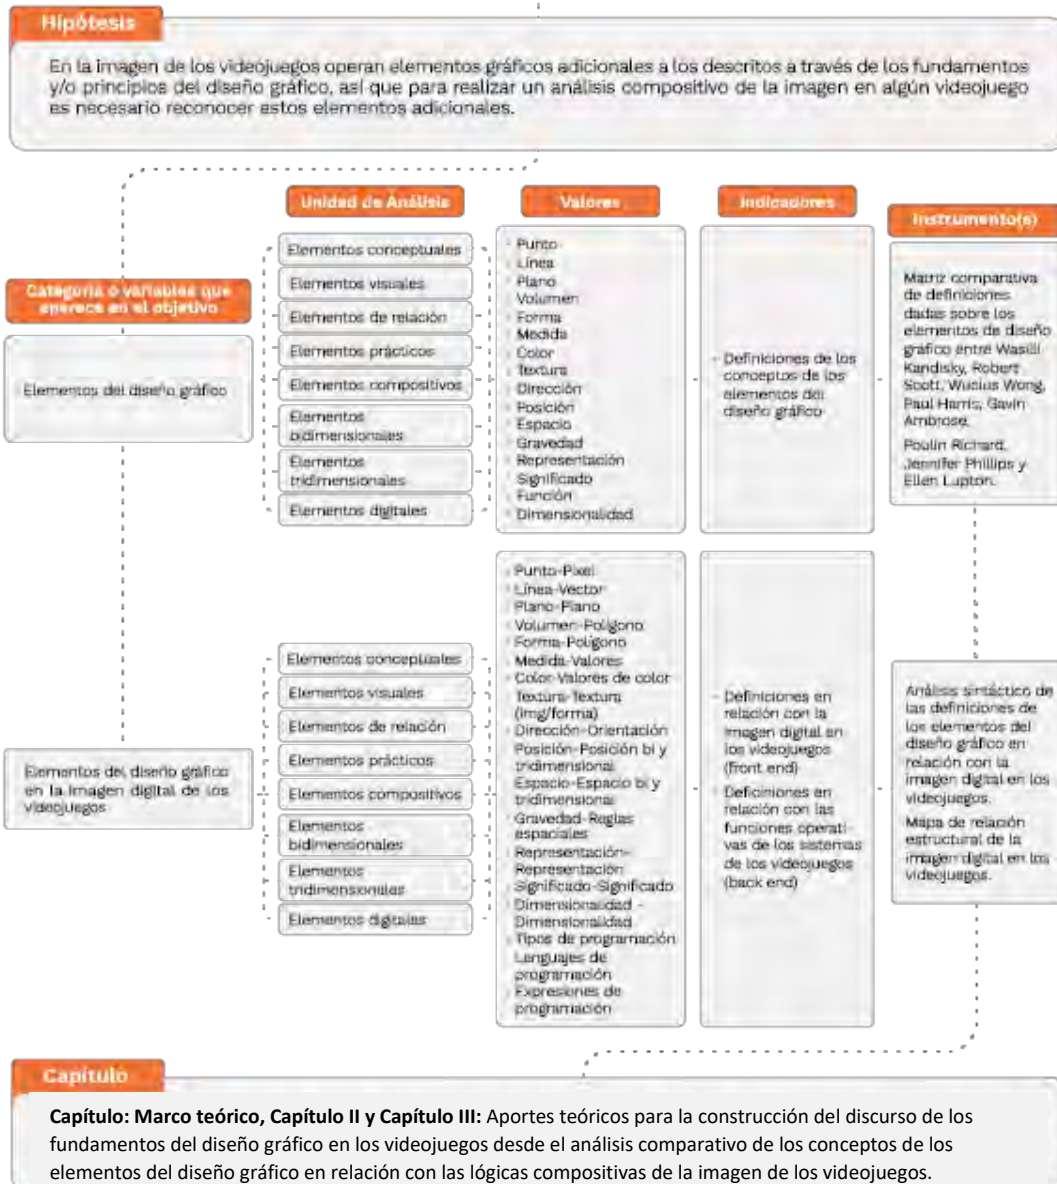 Hipótesis
En la imagen de los videojuegos operan elementos gráficos adicionales a los descritos a través de los fundamentos
y/o principios del diseño gráfico, así que para realizar un análisis compositivo de la imagen en algún videojuego
es necesario reconocer estos elementos adicionales.
Categoría o variables que
aparece en el objetivo
Elementos del diseño gráfico
Unidad de Análisis
Elementos conceptuales
Elementos visuales
Elementos de relación
Elementos prácticos
Elementos compositivos
Elementos
bidimensionales
Elementos
tridimensionales
Elementos digitales
Valores
Punto
Línea
Plano
Volumen
Forma
Medida
Color
Textura
Dirección
Posición
Espacio
Gravedad
Representación
Significado
Función
Dimensionalidad
Indicadores
- Definiciones de los
conceptos de los
elementos del
diseño gráfico
Instrumento(s)
Matriz comparativa
de definiciones
dadas sobre los
elementos de diseño
gráfico entre Wasilli
Kandisky, Robert
Scott, Wucius Wong,
Paul Harris, Gavin
Ambrose,
Poulin Richard,
Jennifer Phillips y
Ellen Lupton.
Elementos del diseño gráfico
en la imagen digital de los
videojuegos
Elementos conceptuales
Elementos visuales
Elementos de relación
Elementos prácticos
Elementos compositivos
Elementos
bidimensionales
Elementos
tridimensionales
Elementos digitales
Punto-Pixel
Línea-Vector
Plano-Plano
Volumen-Polígono
Forma-Polígono
Medida-Valores
Color-Valores de color
Textura-Textura
(img/forma)
Dirección-Orientación
Posición-Posición bi y
tridimensional
Espacio-Espacio bi y
tridimensional
Gravedad-Reglas
espaciales
Representación-
Representación
Significado-Significado
Dimensionalidad -
Dimensionalidad
Tipos de programación
Lenguajes de
programación
Expresiones de
programación
- Definiciones en
relación con la
imagen digital en
los videojuegos
(front end)
- Definiciones en
relación con las
funciones operati-
vas de los sistemas
de los videojuegos
(back end)
Análisis sintáctico de
las definiciones de
los elementos del
diseño gráfico en
relación con la
imagen digital en los
videojuegos.
Mapa de relación
estructural de la
imagen digital en los
videojuegos.
Capítulo
Capítulo: Marco teórico, Capítulo II y Capítulo III: Aportes teóricos para la construcción del discurso de los
fundamentos del diseño gráfico en los videojuegos desde el análisis comparativo de los conceptos de los
elementos del diseño gráfico en relación con las lógicas compositivas de la imagen de los videojuegos.